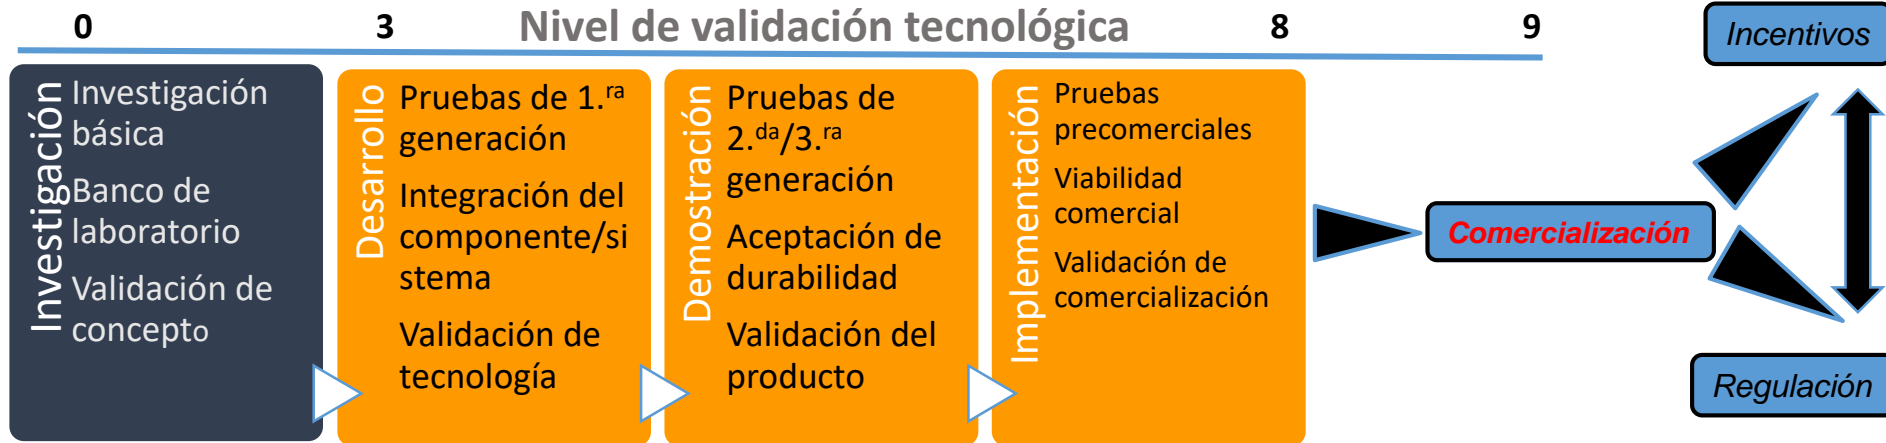 0
3
Nivel de validación tecnológica
8
9
Investigación
Investigación
básica
Banco de
laboratorio
Validación de
concepto
Desarrollo
Pruebas de 1.ra
generación
Integración del
componente/si
stema
Validación de
tecnología
Demostración
Pruebas de
2.da/3.ra
generación
Aceptación de
durabilidad
Validación del
producto
Implementación
Pruebas
precomerciales
Viabilidad
comercial
Validación de
comercialización
Comercialización
Incentivos
Regulación